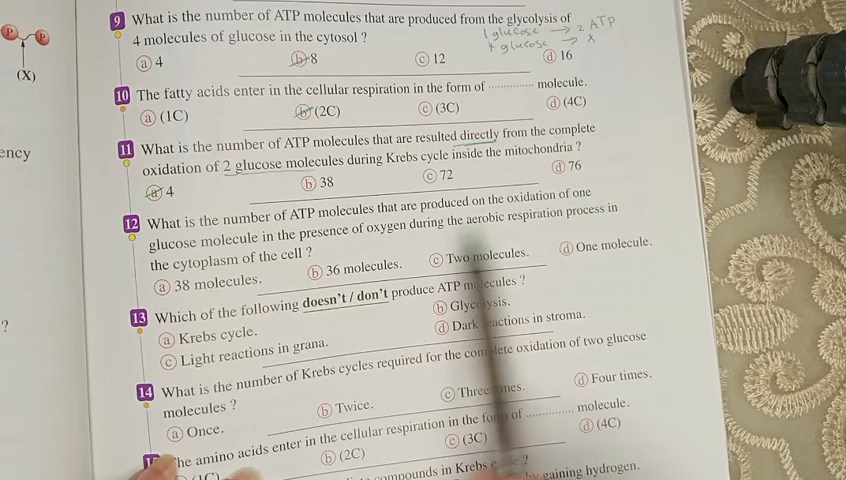 P P
(X)
ency
?
9 What is the number of ATP molecules that are produced from the glycolysis of
4 molecules of glucose in the cytosol ?
1 glucose → 2 ATP
4 glucose → x
a 4 b 8 c 12 d 16
10 The fatty acids enter in the cellular respiration in the form of .............. molecule.
a (1C) b (2C) c (3C) d (4C)
11 What is the number of ATP molecules that are resulted directly from the complete
oxidation of 2 glucose molecules during Krebs cycle inside the mitochondria ?
a 4 b 38 c 72 d 76
12 What is the number of ATP molecules that are produced on the oxidation of one
glucose molecule in the presence of oxygen during the aerobic respiration process in
the cytoplasm of the cell ?
a 38 molecules. b 36 molecules. c Two molecules. d One molecule.
13 Which of the following doesn't / don't produce ATP molecules ?
a Krebs cycle. b Glycolysis.
c Light reactions in grana. d Dark reactions in stroma.
14 What is the number of Krebs cycles required for the complete oxidation of two glucose
molecules ?
a Once. b Twice. c Three times. d Four times.
The amino acids enter in the cellular respiration in the form of .............. molecule.
(1C) b (2C) c (3C) d (4C)
compounds in Krebs cycle ?
by gaining hydrogen.